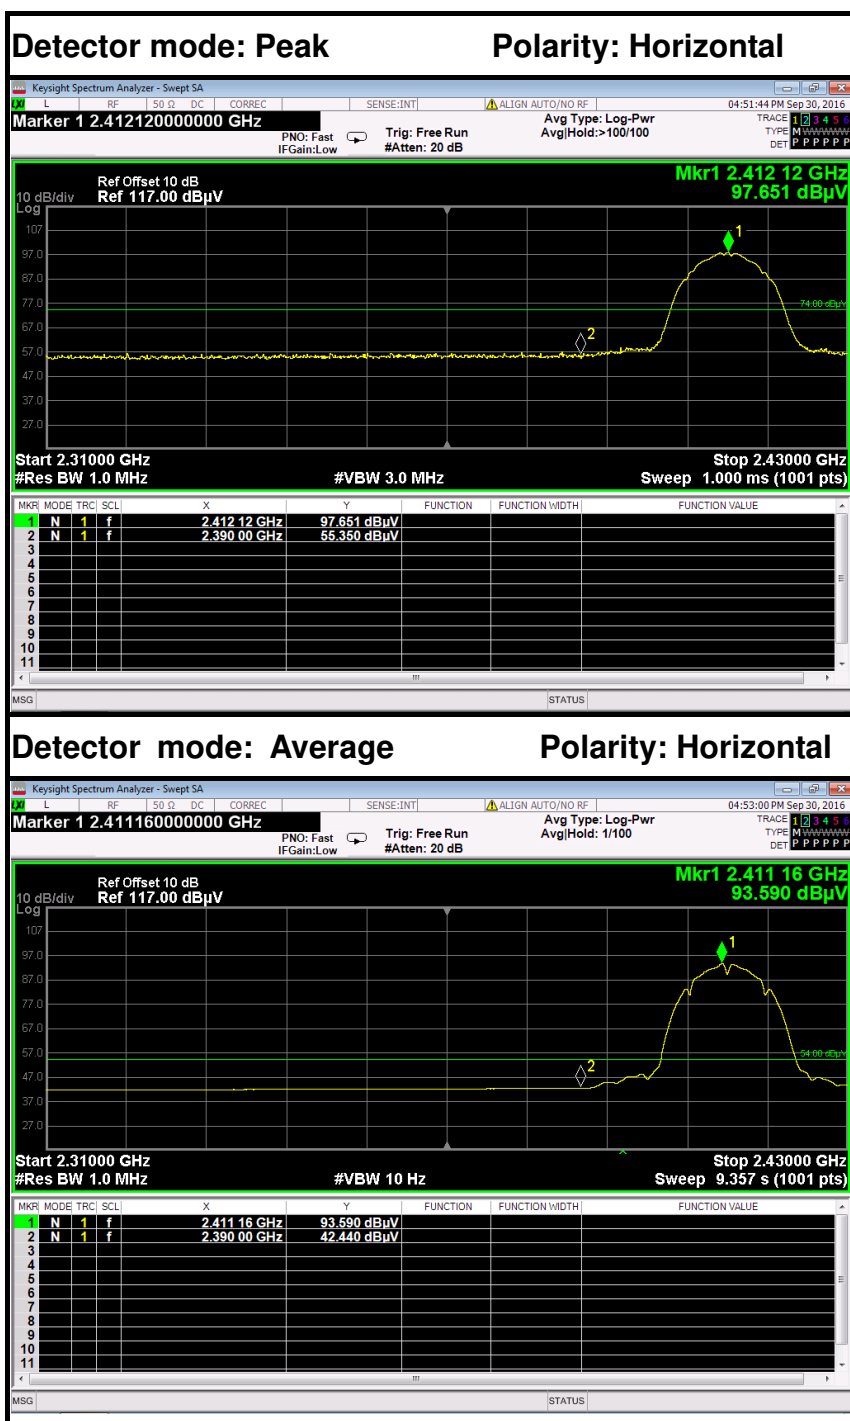 Detector mode: Peak Polarity: Horizontal
Keysight Spectrum Analyzer - Swept SA
LXI L RF 50 Ω DC CORREC SENSE:INT ALIGN AUTO/NO RF 04:51:44 PM Sep 30, 2016
Marker 1 2.412120000000 GHz
PNO: Fast
IFGain:Low
Trig: Free Run
#Atten: 20 dB
Avg Type: Log-Pwr
Avg|Hold:>100/100
TRACE 1 2 3 4 5 6
TYPE M WWWWW
DET P P P P P P
Mkr1 2.412 12 GHz
97.651 dBµV
Ref Offset 10 dB
10 dB/div Ref 117.00 dBµV
Log
107
97.0
87.0
77.0
67.0
57.0
47.0
37.0
27.0
1
74.00 dBµV
2
Start 2.31000 GHz Stop 2.43000 GHz
#Res BW 1.0 MHz #VBW 3.0 MHz Sweep 1.000 ms (1001 pts)
MKR MODE TRC SCL X Y FUNCTION FUNCTION WIDTH FUNCTION VALUE
1 N 1 f 2.412 12 GHz 97.651 dBµV
2 N 1 f 2.390 00 GHz 55.350 dBµV
3
4
5
6
7
8
9
10
11
MSG STATUS
Detector mode: Average Polarity: Horizontal
Keysight Spectrum Analyzer - Swept SA
LXI L RF 50 Ω DC CORREC SENSE:INT ALIGN AUTO/NO RF 04:53:00 PM Sep 30, 2016
Marker 1 2.411160000000 GHz
PNO: Fast
IFGain:Low
Trig: Free Run
#Atten: 20 dB
Avg Type: Log-Pwr
Avg|Hold: 1/100
TRACE 1 2 3 4 5 6
TYPE M WWWWW
DET P P P P P P
Mkr1 2.411 16 GHz
93.590 dBµV
Ref Offset 10 dB
10 dB/div Ref 117.00 dBµV
Log
107
97.0
87.0
77.0
67.0
57.0
47.0
37.0
27.0
1
54.00 dBµV
2
Start 2.31000 GHz Stop 2.43000 GHz
#Res BW 1.0 MHz #VBW 10 Hz Sweep 9.357 s (1001 pts)
MKR MODE TRC SCL X Y FUNCTION FUNCTION WIDTH FUNCTION VALUE
1 N 1 f 2.411 16 GHz 93.590 dBµV
2 N 1 f 2.390 00 GHz 42.440 dBµV
3
4
5
6
7
8
9
10
11
MSG STATUS